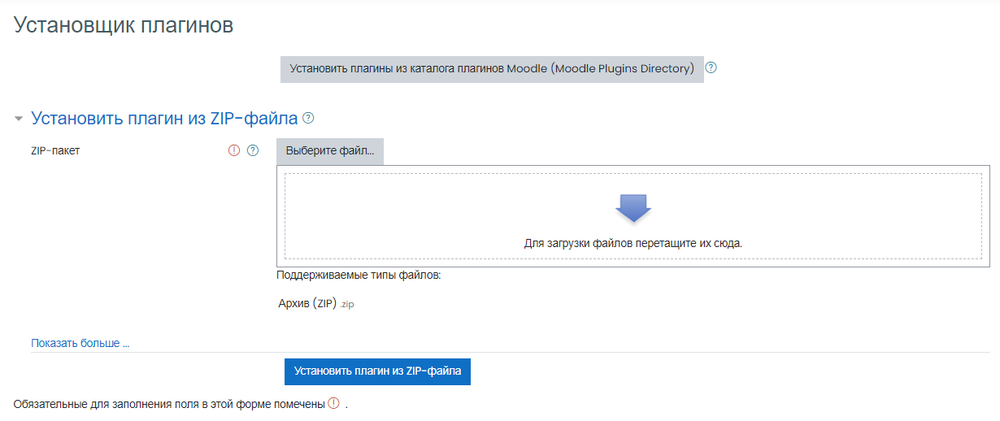 Установщик плагинов
Установить плагины из каталога плагинов Moodle (Moodle Plugins Directory) ?
Установить плагин из ZIP-файла ?
ZIP-пакет ! ?
Выберите файл...
Для загрузки файлов перетащите их сюда.
Поддерживаемые типы файлов:
Архив (ZIP) .zip
Показать больше ...
Установить плагин из ZIP-файла
Обязательные для заполнения поля в этой форме помечены ! .